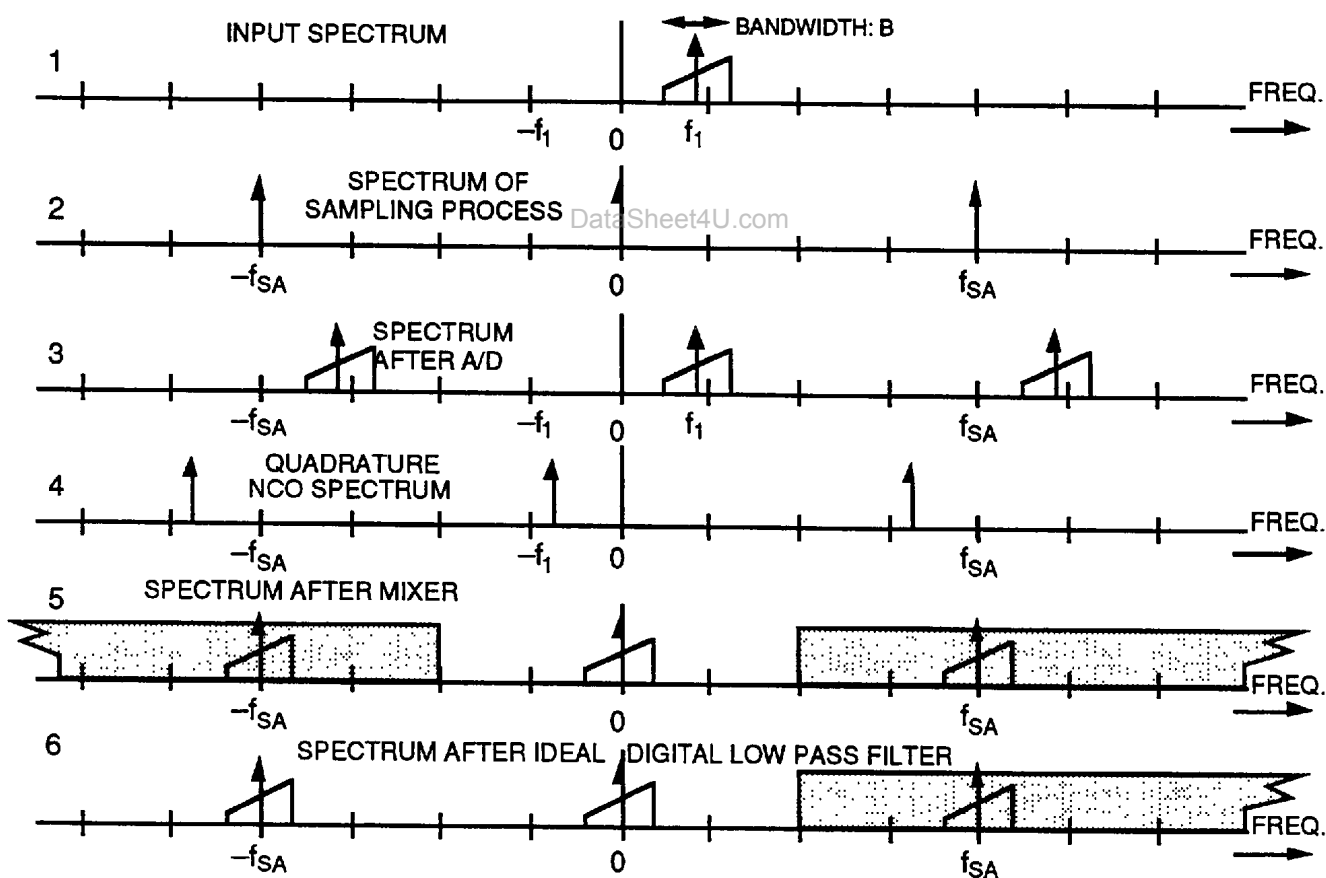 INPUT SPECTRUM
BANDWIDTH: B
1
FREQ.
–f1
0
f1
2
SPECTRUM OF
SAMPLING PROCESS
DataSheet4U.com
FREQ.
–fSA
0
fSA
3
SPECTRUM
AFTER A/D
FREQ.
–fSA
–f1
0
f1
fSA
4
QUADRATURE
NCO SPECTRUM
FREQ.
–fSA
–f1
0
fSA
5
SPECTRUM AFTER MIXER
FREQ.
–fSA
0
fSA
6
SPECTRUM AFTER IDEAL DIGITAL LOW PASS FILTER
FREQ.
–fSA
0
fSA